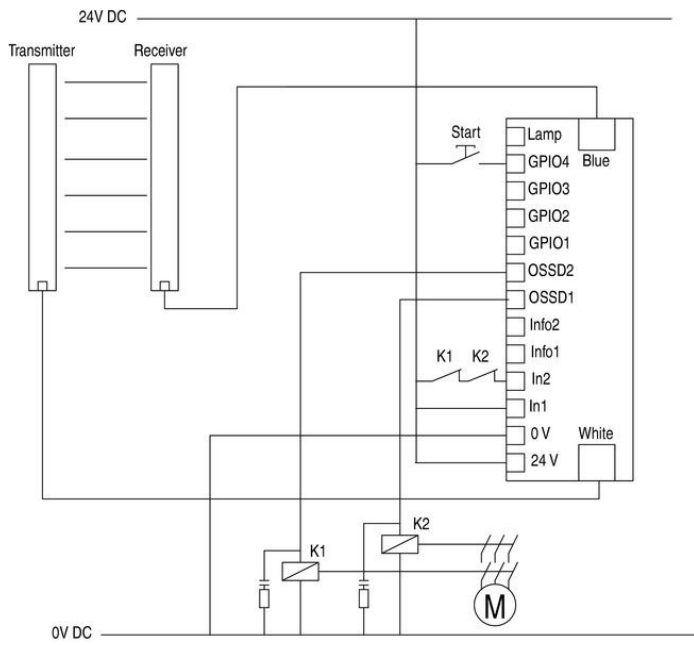 24V DC
Transmitter
Receiver
Start
Lamp
Blue
GPIO4
GPIO3
GPIO2
GPIO1
OSSD2
OSSD1
Info2
Info1
K1 K2
In2
In1
0 V
White
24 V
K1
K2
M
0V DC